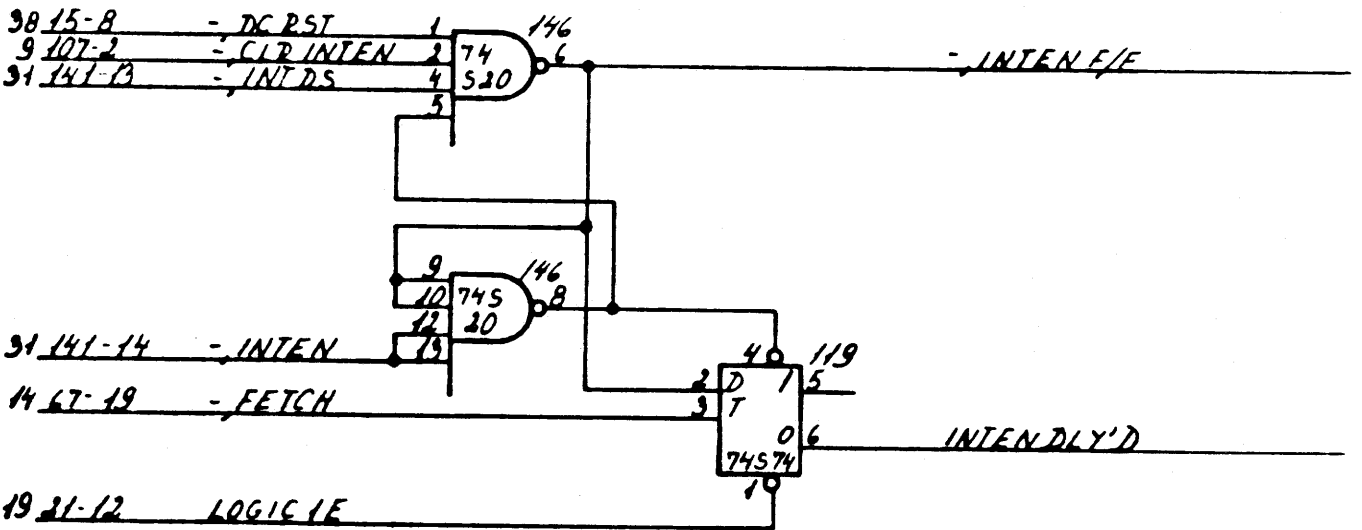 38 15-8 -, DC RST 1 146
9 107-2 -, CLR INTEN 2 74 6 -, INTEN F/F
31 141-13 -, INT DS 4 S20
5
9 146
10 74S 8
12 20
31 141-14 -, INTEN 13
4 119
2 D 1 5
14 67-19 -, FETCH 3 T
0 6 INTEN DLY'D
74S74
1
19 21-12 LOGIC 1E